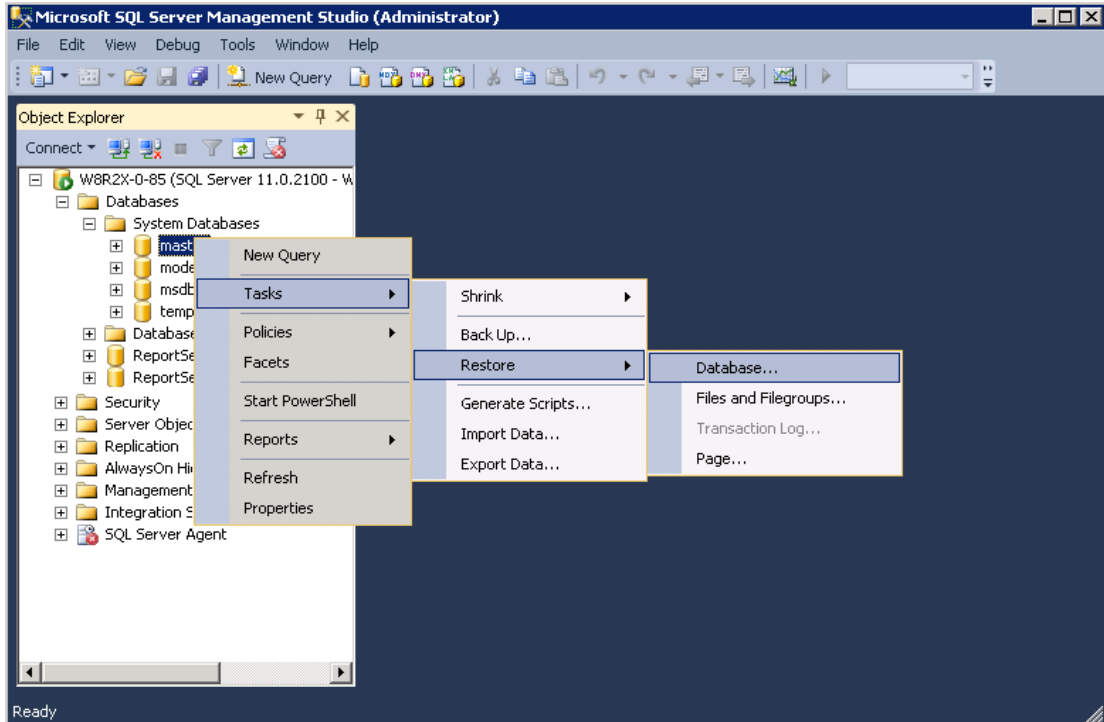 Microsoft SQL Server Management Studio (Administrator)
File Edit View Debug Tools Window Help
New Query
Object Explorer
Connect
W8R2X-0-85 (SQL Server 11.0.2100 - W
Databases
System Databases
mast
mode
msdb
temp
Database
ReportSe
ReportSe
Security
Server Objec
Replication
AlwaysOn Hi
Management
Integration S
SQL Server Agent
New Query
Tasks
Policies
Facets
Start PowerShell
Reports
Refresh
Properties
Shrink
Back Up...
Restore
Generate Scripts...
Import Data...
Export Data...
Database...
Files and Filegroups...
Transaction Log...
Page...
Ready